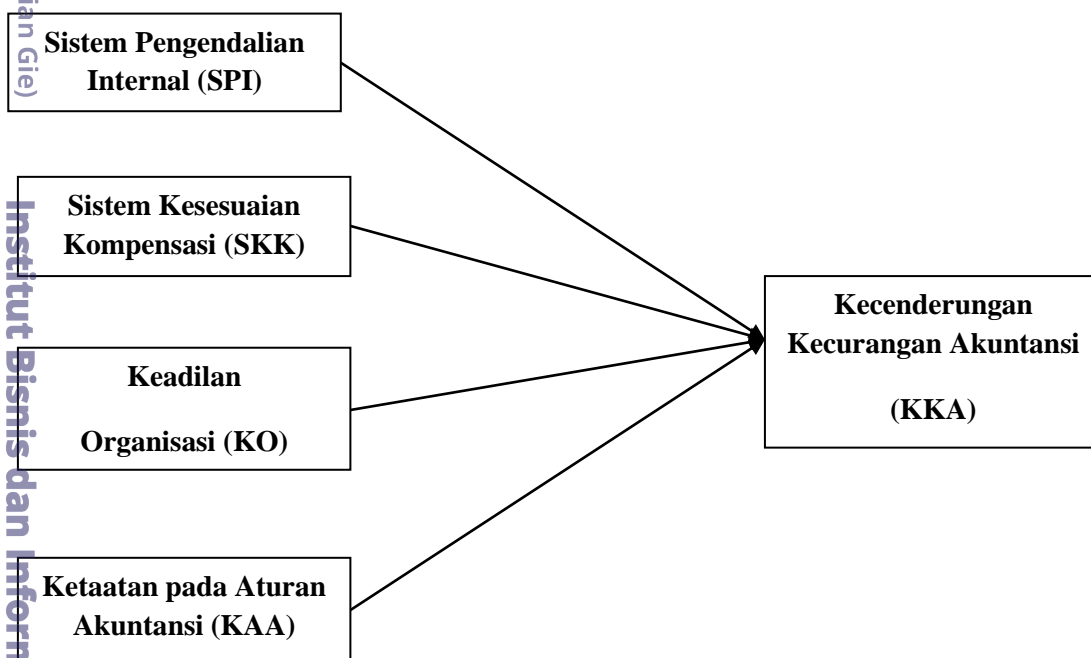 Sistem Pengendalian
Internal (SPI)
Sistem Kesesuaian
Kompensasi (SKK)
Keadilan
Organisasi (KO)
Ketaatan pada Aturan
Akuntansi (KAA)
Kecenderungan
Kecurangan Akuntansi
(KKA)
Gie)
Institut Bisnis dan